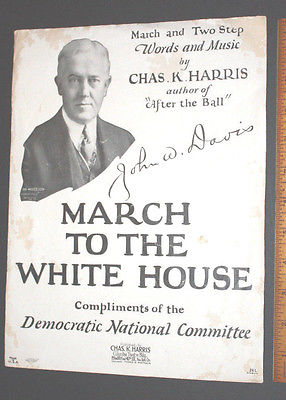 March and Two Step
Words and Music
by
CHAS. K. HARRIS
author of
"After the Ball"
John W. Davis
MARCH
TO THE
WHITE HOUSE
Compliments of the
Democratic National Committee
CHAS. K. HARRIS